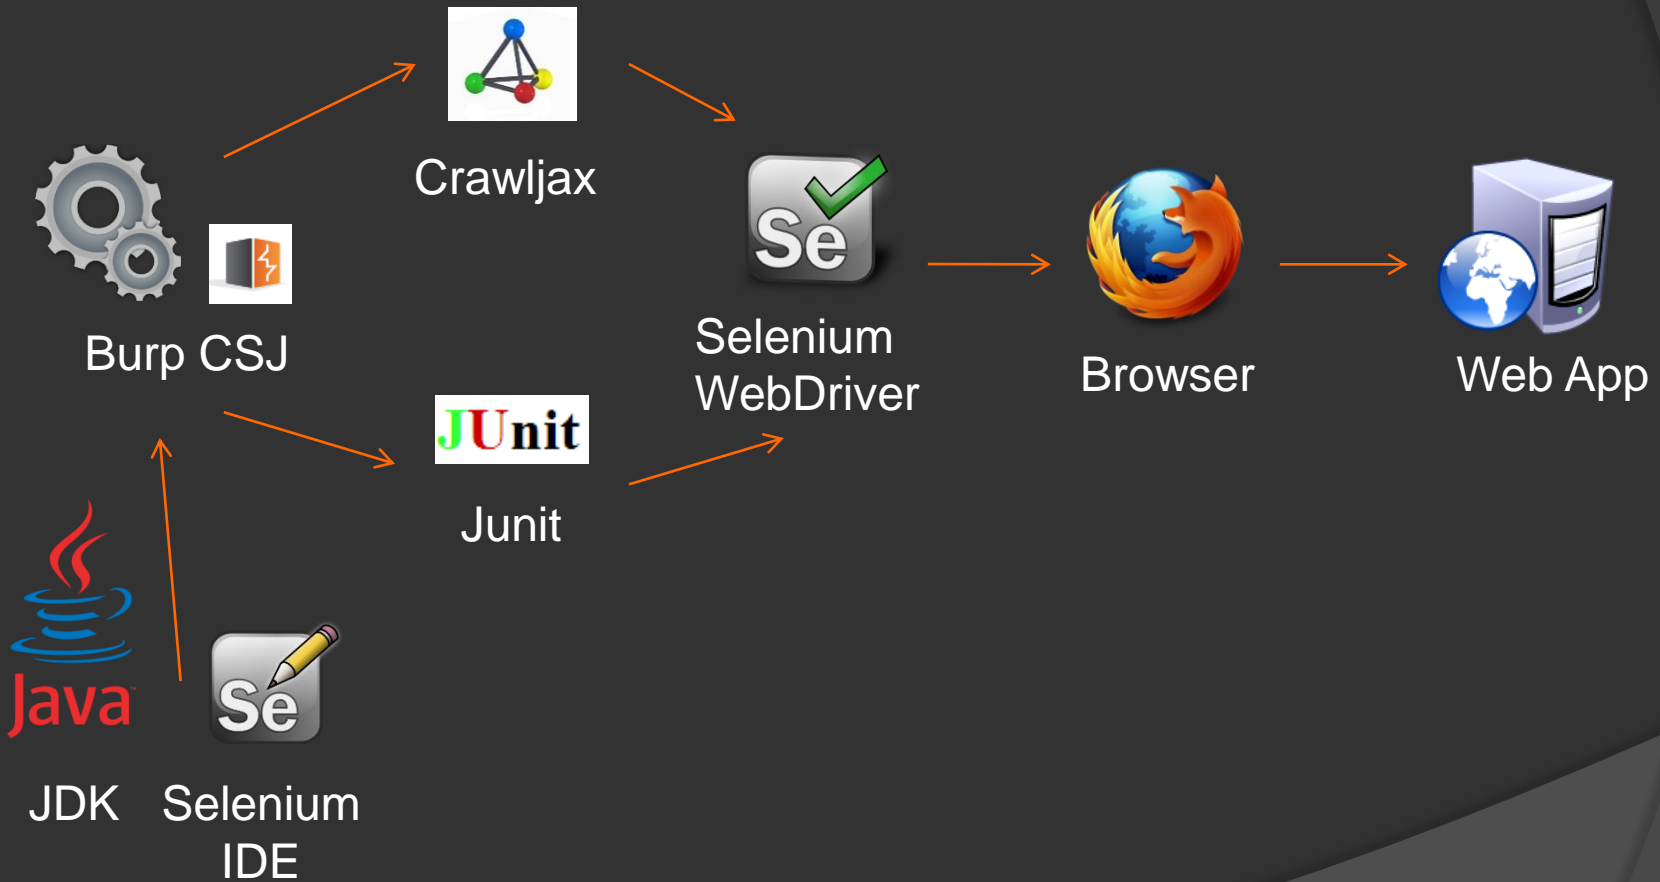 Crawljax
Se
Burp CSJ
Selenium
WebDriver
Browser
Web App
JUnit
Junit
Java
Se
JDK
Selenium
IDE